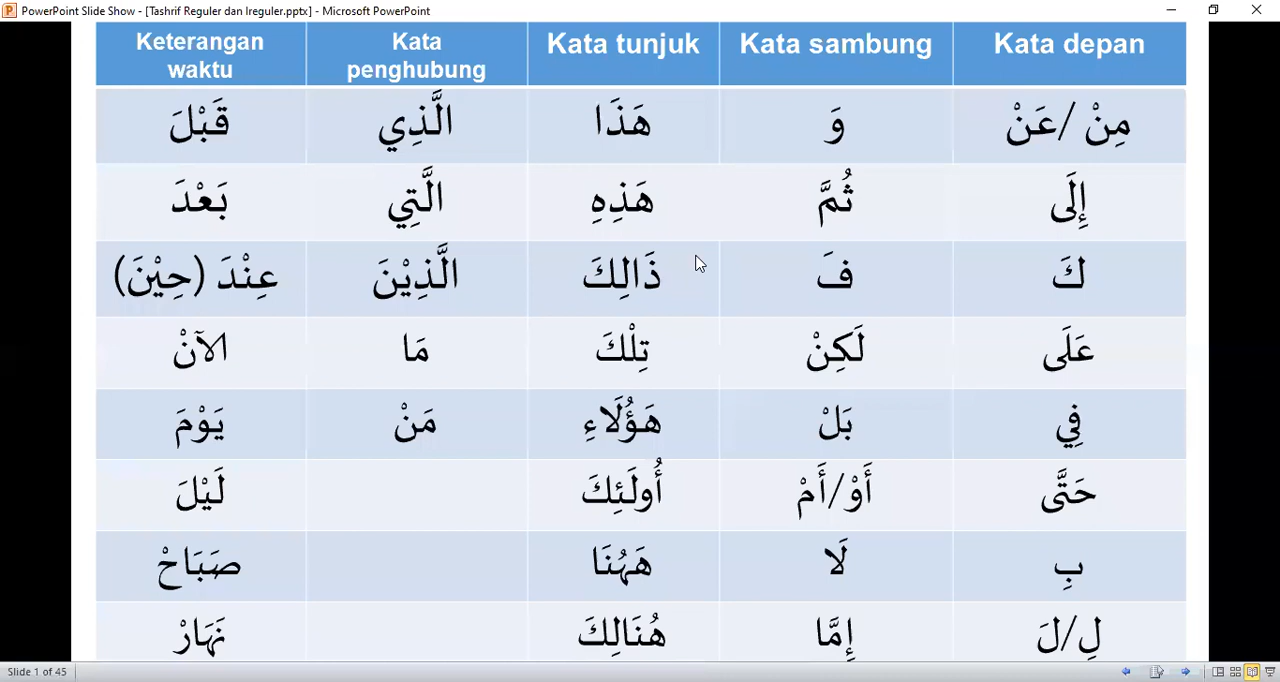 PowerPoint Slide Show - [Tashrif Reguler dan Ireguler.pptx] - Microsoft PowerPoint
Keterangan waktu Kata penghubung Kata tunjuk Kata sambung Kata depan
مِنْ /عَنْ وَ هَذَا الَّذِي قَبْلَ
إِلَى ثُمَّ هَذِهِ الَّتِي بَعْدَ
كَ فَ ذَالِكَ الَّذِيْنَ عِنْدَ (حِيْنَ)
عَلَى لَكِنْ تِلْكَ مَا الآنْ
فِي بَلْ هَؤُلَاءِ مَنْ يَوْمَ
حَتَّى أَوْ/أَمْ أُولَئِكَ لَيْلَ
بِ لَا هَهُنَا صَبَاحْ
لِ/لَ إِمَّا هُنَالِكَ نَهَارْ
Slide 1 of 45